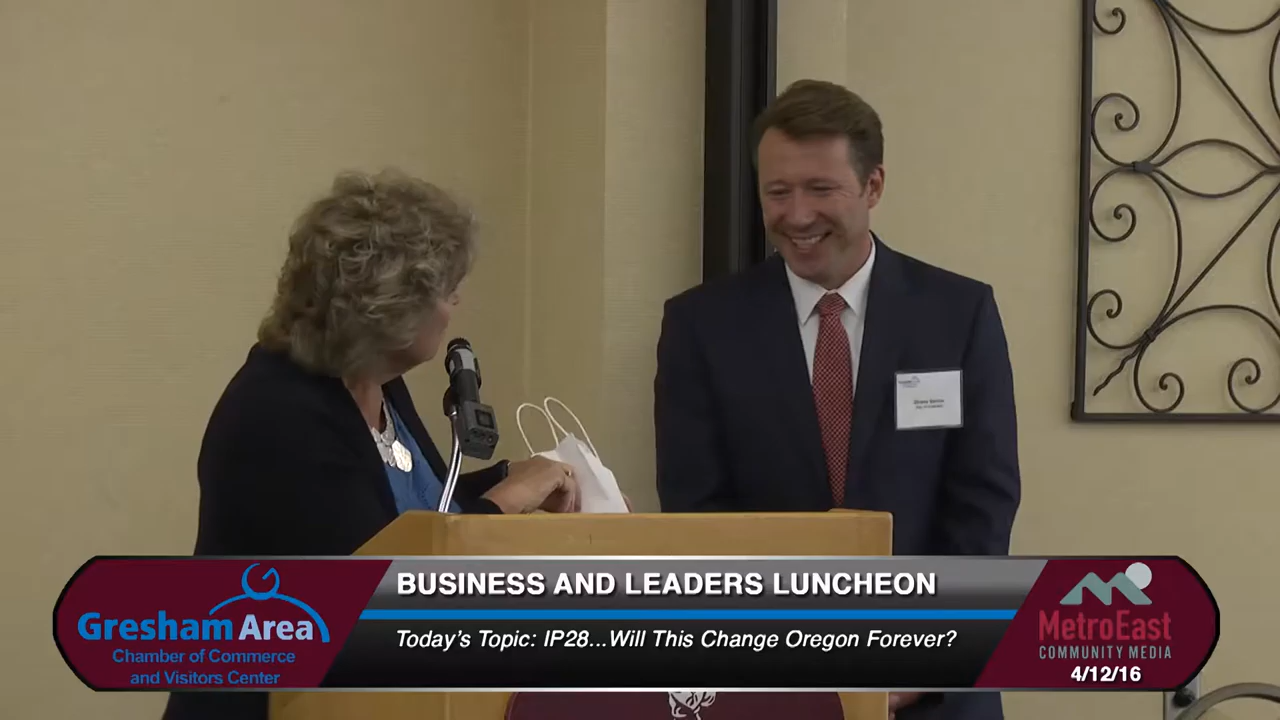 BUSINESS AND LEADERS LUNCHEON
Today's Topic: IP28...Will This Change Oregon Forever?
Gresham Area
Chamber of Commerce
and Visitors Center
MetroEast
COMMUNITY MEDIA
4/12/16